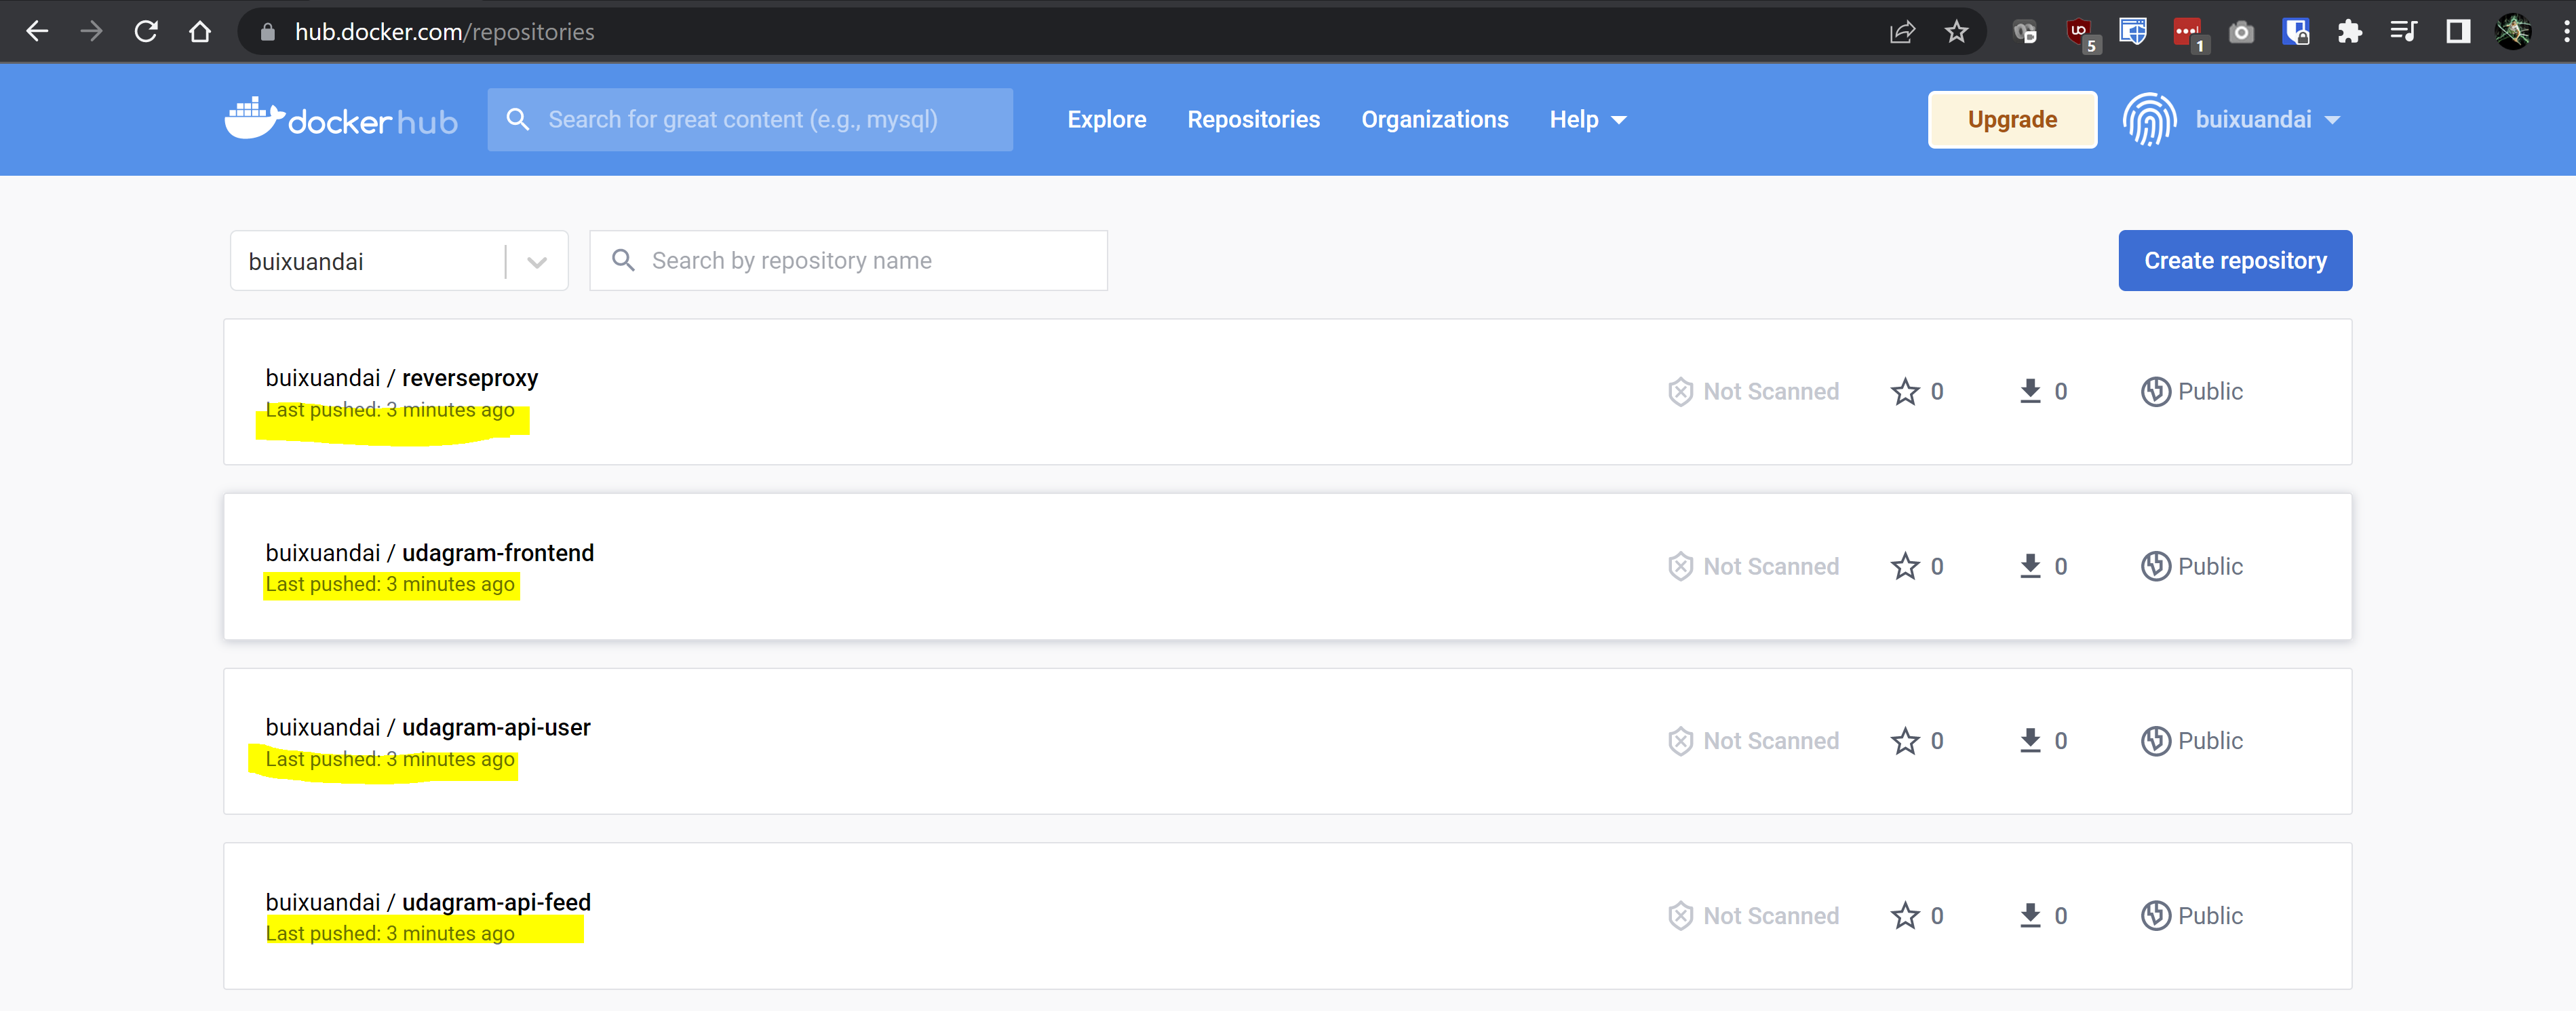 hub.docker.com/repositories
5
1
docker hub
Search for great content (e.g., mysql)
Explore
Repositories
Organizations
Help
Upgrade
buixuandai
buixuandai
Search by repository name
Create repository
buixuandai / reverseproxy
Last pushed: 3 minutes ago
Not Scanned
0
0
Public
buixuandai / udagram-frontend
Last pushed: 3 minutes ago
Not Scanned
0
0
Public
buixuandai / udagram-api-user
Last pushed: 3 minutes ago
Not Scanned
0
0
Public
buixuandai / udagram-api-feed
Last pushed: 3 minutes ago
Not Scanned
0
0
Public